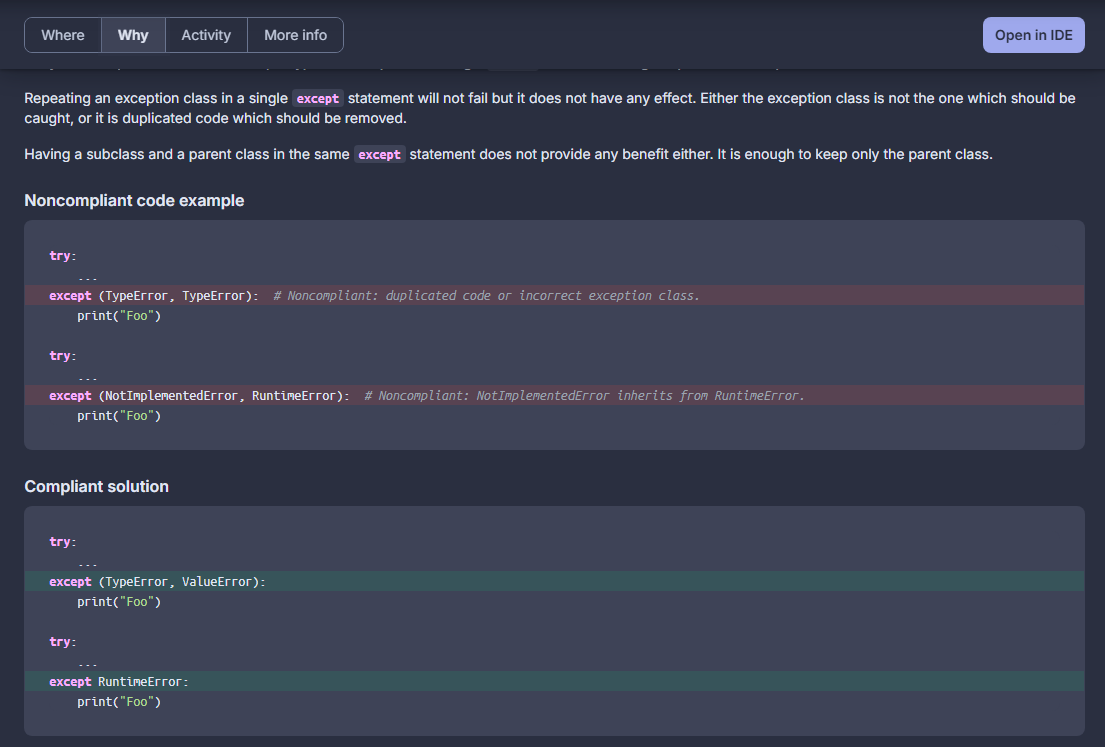 Where
Why
Activity
More info
Open in IDE
Repeating an exception class in a single except statement will not fail but it does not have any effect. Either the exception class is not the one which should be
caught, or it is duplicated code which should be removed.
Having a subclass and a parent class in the same except statement does not provide any benefit either. It is enough to keep only the parent class.
Noncompliant code example
try:
...
except (TypeError, TypeError):  # Noncompliant: duplicated code or incorrect exception class.
print("Foo")
try:
...
except (NotImplementedError, RuntimeError):  # Noncompliant: NotImplementedError inherits from RuntimeError.
print("Foo")
Compliant solution
try:
...
except (TypeError, ValueError):
print("Foo")
try:
...
except RuntimeError:
print("Foo")